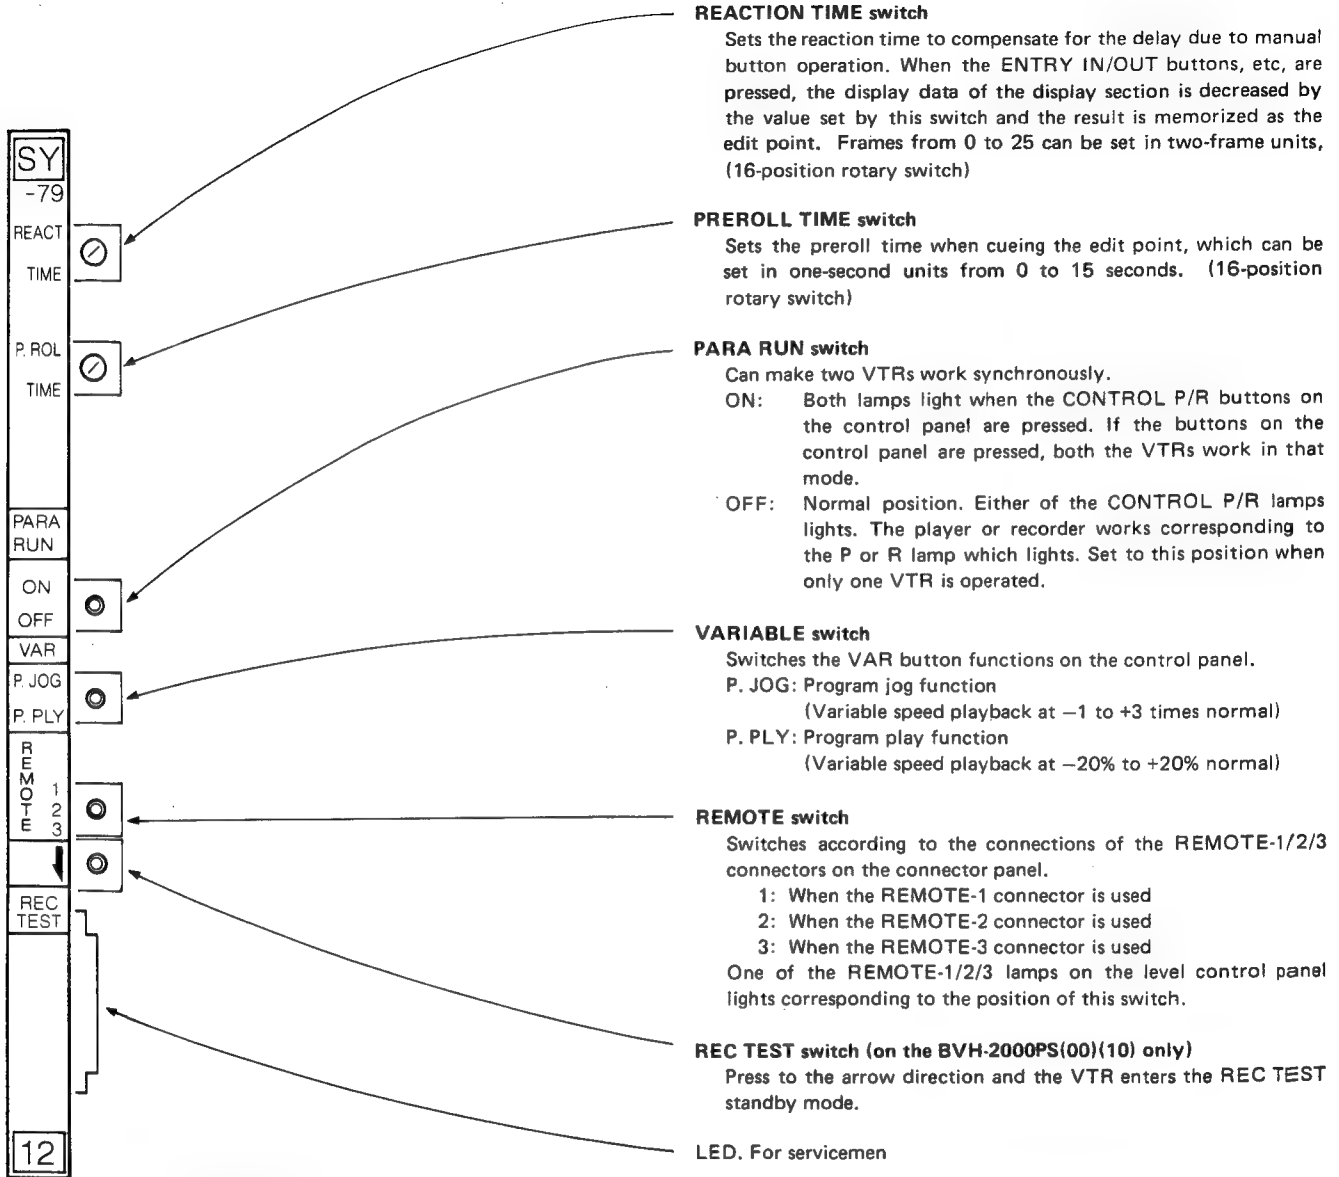 SY
-79
REACT
TIME
P. ROL
TIME
PARA
RUN
ON
OFF
VAR
P. JOG
P. PLY
REMOTE
1
2
3
REC
TEST
12
REACTION TIME switch
Sets the reaction time to compensate for the delay due to manual
button operation. When the ENTRY IN/OUT buttons, etc, are
pressed, the display data of the display section is decreased by
the value set by this switch and the result is memorized as the
edit point. Frames from 0 to 25 can be set in two-frame units,
(16-position rotary switch)
PREROLL TIME switch
Sets the preroll time when cueing the edit point, which can be
set in one-second units from 0 to 15 seconds. (16-position
rotary switch)
PARA RUN switch
Can make two VTRs work synchronously.
ON: Both lamps light when the CONTROL P/R buttons on
the control panel are pressed. If the buttons on the
control panel are pressed, both the VTRs work in that
mode.
OFF: Normal position. Either of the CONTROL P/R lamps
lights. The player or recorder works corresponding to
the P or R lamp which lights. Set to this position when
only one VTR is operated.
VARIABLE switch
Switches the VAR button functions on the control panel.
P. JOG: Program jog function
(Variable speed playback at −1 to +3 times normal)
P. PLY: Program play function
(Variable speed playback at −20% to +20% normal)
REMOTE switch
Switches according to the connections of the REMOTE-1/2/3
connectors on the connector panel.
1: When the REMOTE-1 connector is used
2: When the REMOTE-2 connector is used
3: When the REMOTE-3 connector is used
One of the REMOTE-1/2/3 lamps on the level control panel
lights corresponding to the position of this switch.
REC TEST switch (on the BVH-2000PS(00)(10) only)
Press to the arrow direction and the VTR enters the REC TEST
standby mode.
LED. For servicemen